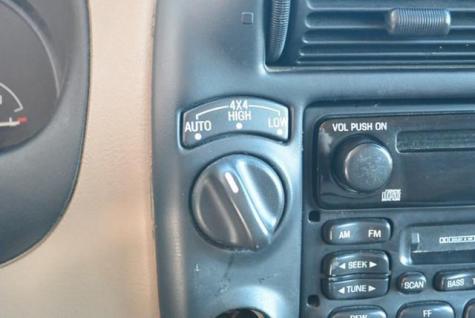 4X4
AUTO HIGH LOW
VOL PUSH ON
AM FM
SEEK
TUNE
SCAN
BASS
FF